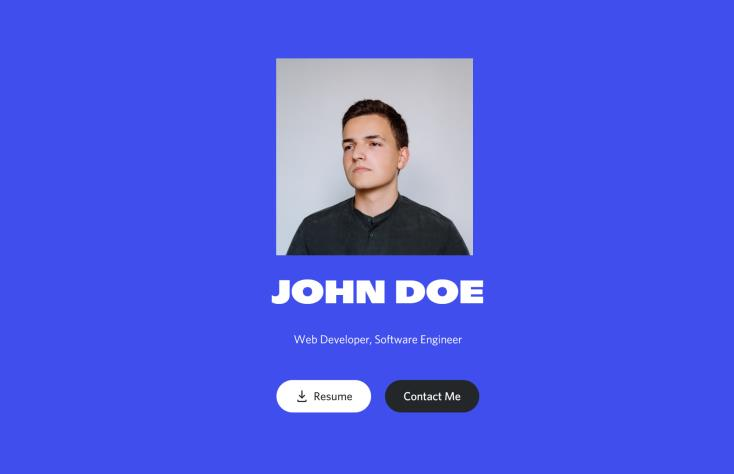 JOHN DOE
Web Developer, Software Engineer
Resume
Contact Me